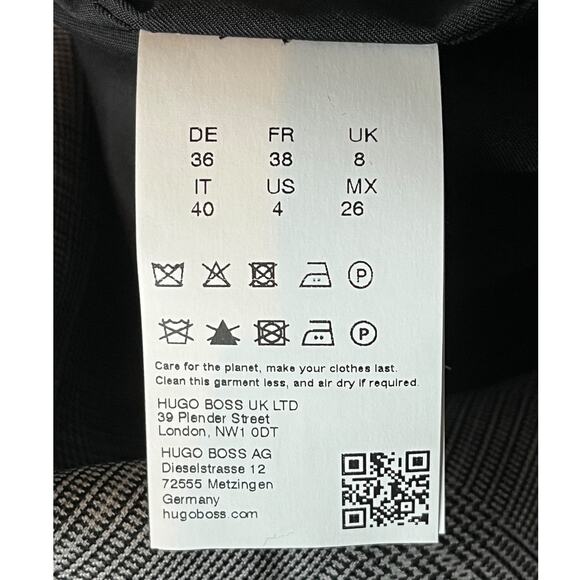 DE FR UK
36 38 8
IT US MX
40 4 26
P
P
Care for the planet, make your clothes last.
Clean this garment less, and air dry if required.
HUGO BOSS UK LTD
39 Plender Street
London, NW1 0DT
HUGO BOSS AG
Dieselstrasse 12
72555 Metzingen
Germany
hugoboss.com